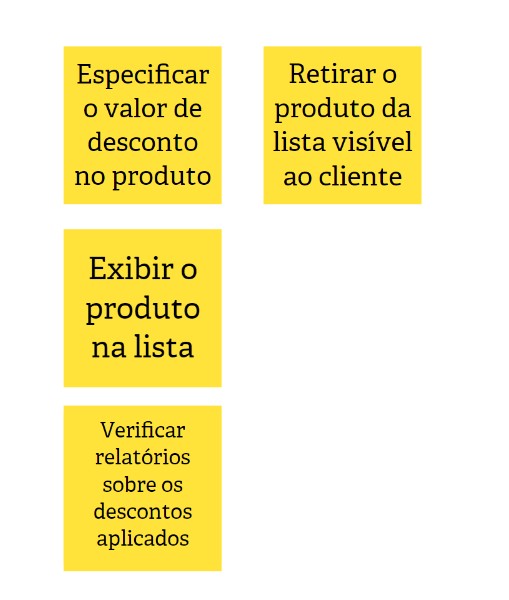 Especificar
o valor de
desconto
no produto
Retirar o
produto da
lista visível
ao cliente
Exibir o
produto
na lista
Verificar
relatórios
sobre os
descontos
aplicados